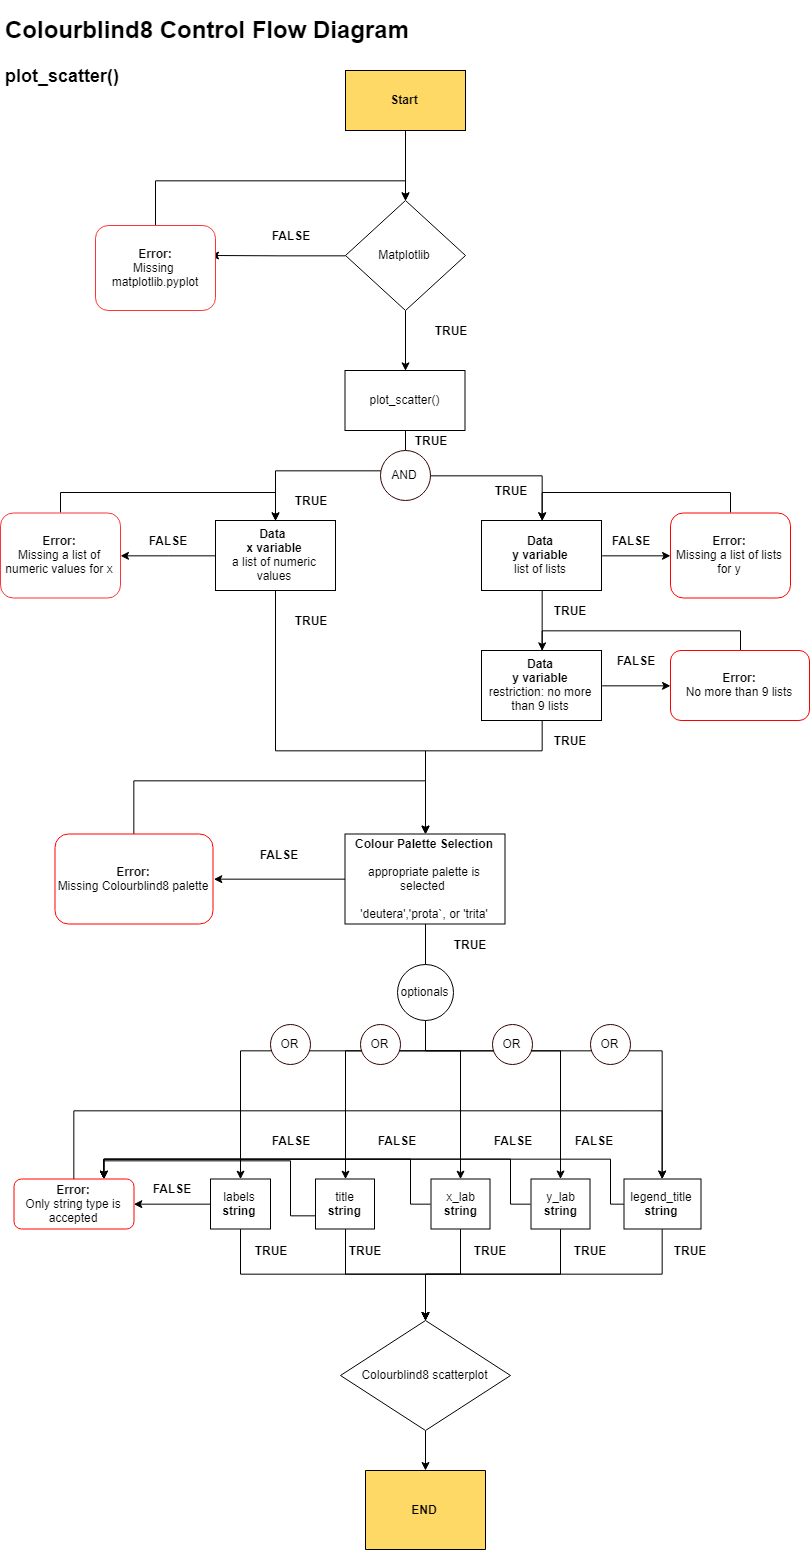 Colourblind8 Control Flow Diagram
plot_scatter()
Start
FALSE
Matplotlib
Error:
Missing
matplotlib.pyplot
TRUE
plot_scatter()
TRUE
AND
TRUE
TRUE
Error:
Missing a list of
numeric values for x
FALSE
Data
x variable
a list of numeric
values
Data
y variable
list of lists
FALSE
Error:
Missing a list of lists
for y
TRUE
TRUE
Data
y variable
restriction: no more
than 9 lists
FALSE
Error:
No more than 9 lists
TRUE
Error:
Missing Colourblind8 palette
FALSE
Colour Palette Selection
appropriate palette is
selected
'deutera','prota`, or 'trita'
TRUE
optionals
OR
OR
OR
OR
FALSE
FALSE
FALSE
FALSE
Error:
Only string type is
accepted
FALSE
labels
string
title
string
x_lab
string
y_lab
string
legend_title
string
TRUE
TRUE
TRUE
TRUE
TRUE
Colourblind8 scatterplot
END